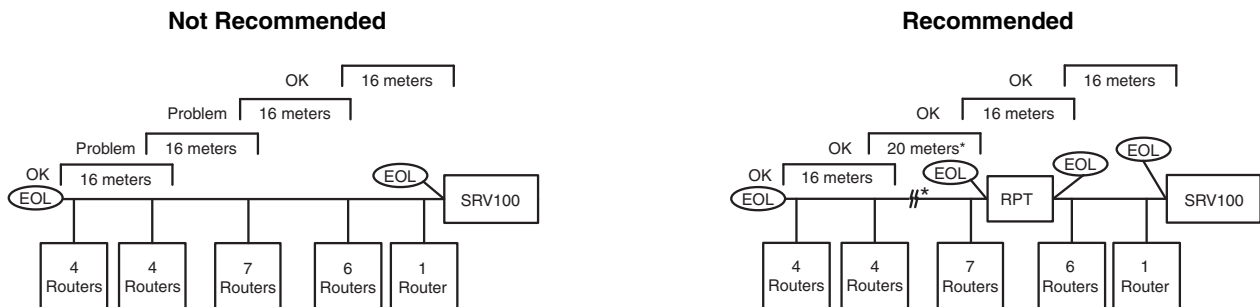 Not Recommended
OK
16 meters
Problem
16 meters
Problem
16 meters
OK
16 meters
EOL
EOL
SRV100
4
Routers
4
Routers
7
Routers
6
Routers
1
Router
Recommended
OK
16 meters
OK
16 meters
OK
20 meters*
OK
16 meters
EOL
*
EOL
RPT
EOL
EOL
SRV100
4
Routers
4
Routers
7
Routers
6
Routers
1
Router